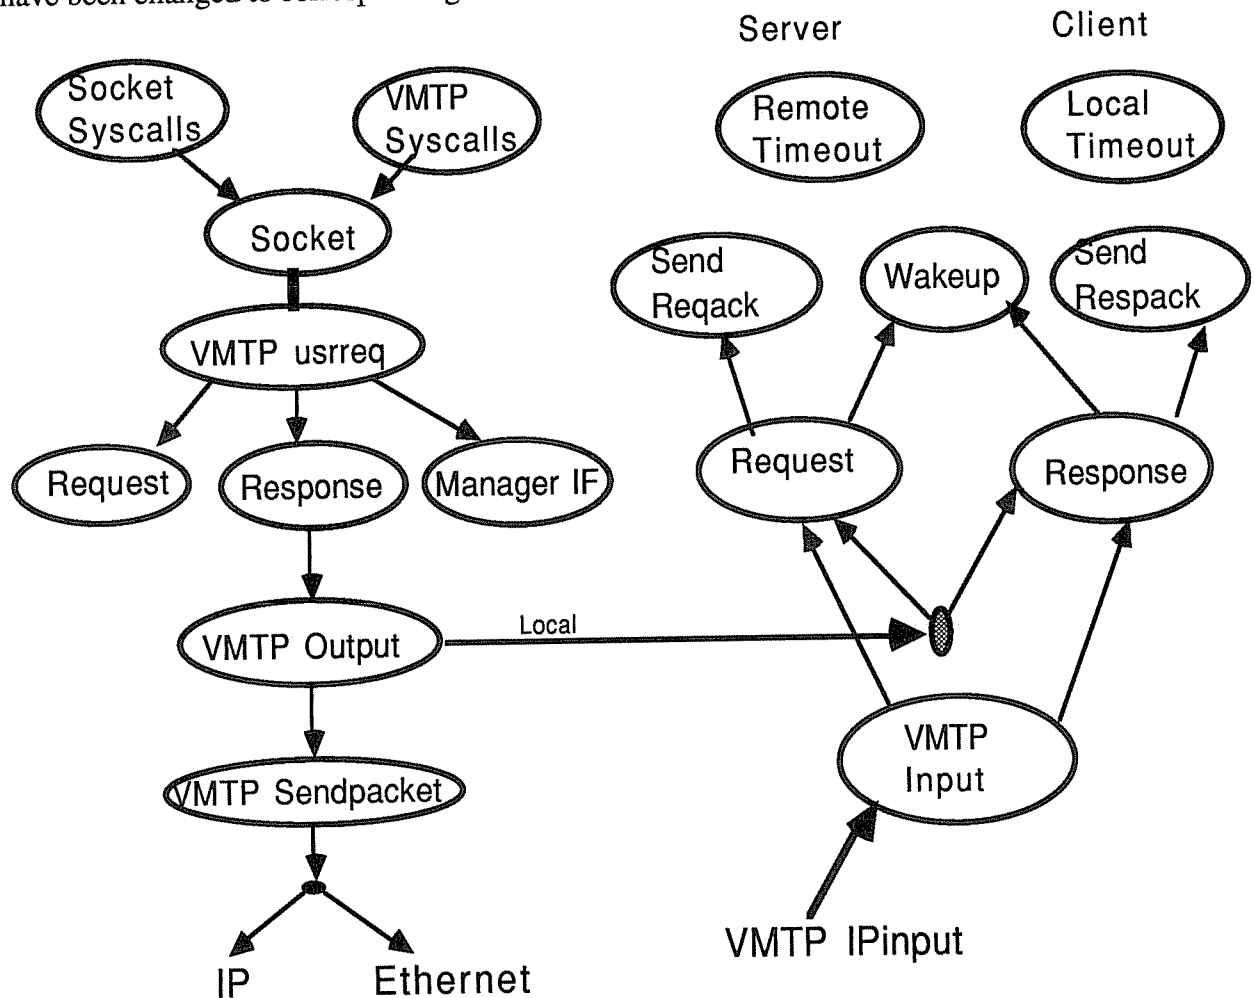 have been changed to
Server
Client
Socket
Syscalls
VMTP
Syscalls
Remote
Timeout
Local
Timeout
Socket
Send
Reqack
Wakeup
Send
Respack
VMTP usrreq
Request
Response
Manager IF
Request
Response
VMTP Output
Local
VMTP Sendpacket
VMTP
Input
IP
Ethernet
VMTP IPinput